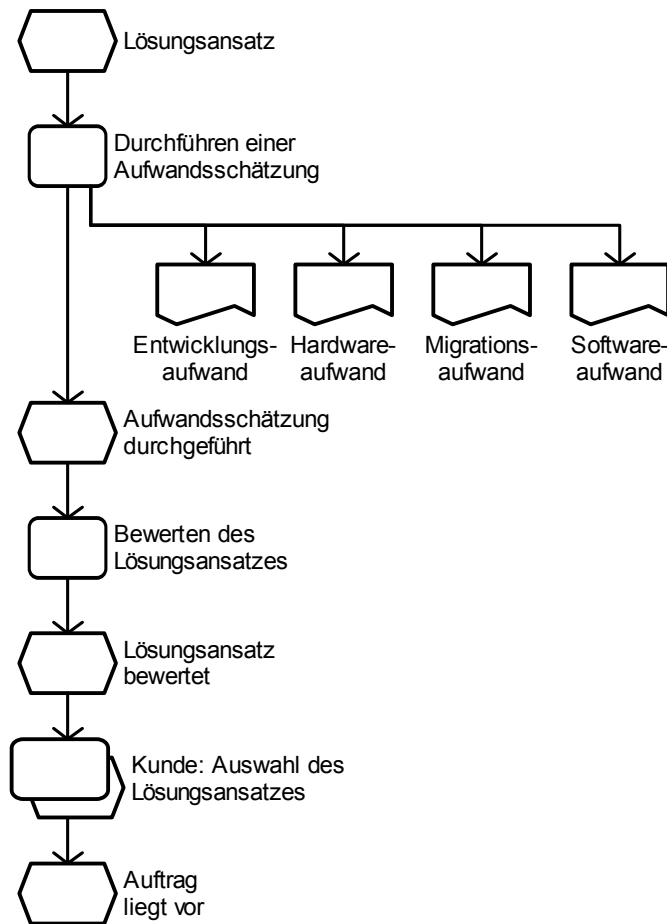 Lösungsansatz
Durchführen einer
Aufwandsschätzung
Entwicklungs-
aufwand
Hardware-
aufwand
Migrations-
aufwand
Software-
aufwand
Aufwandsschätzung
durchgeführt
Bewerten des
Lösungsansatzes
Lösungsansatz
bewertet
Kunde: Auswahl des
Lösungsansatzes
Auftrag
liegt vor